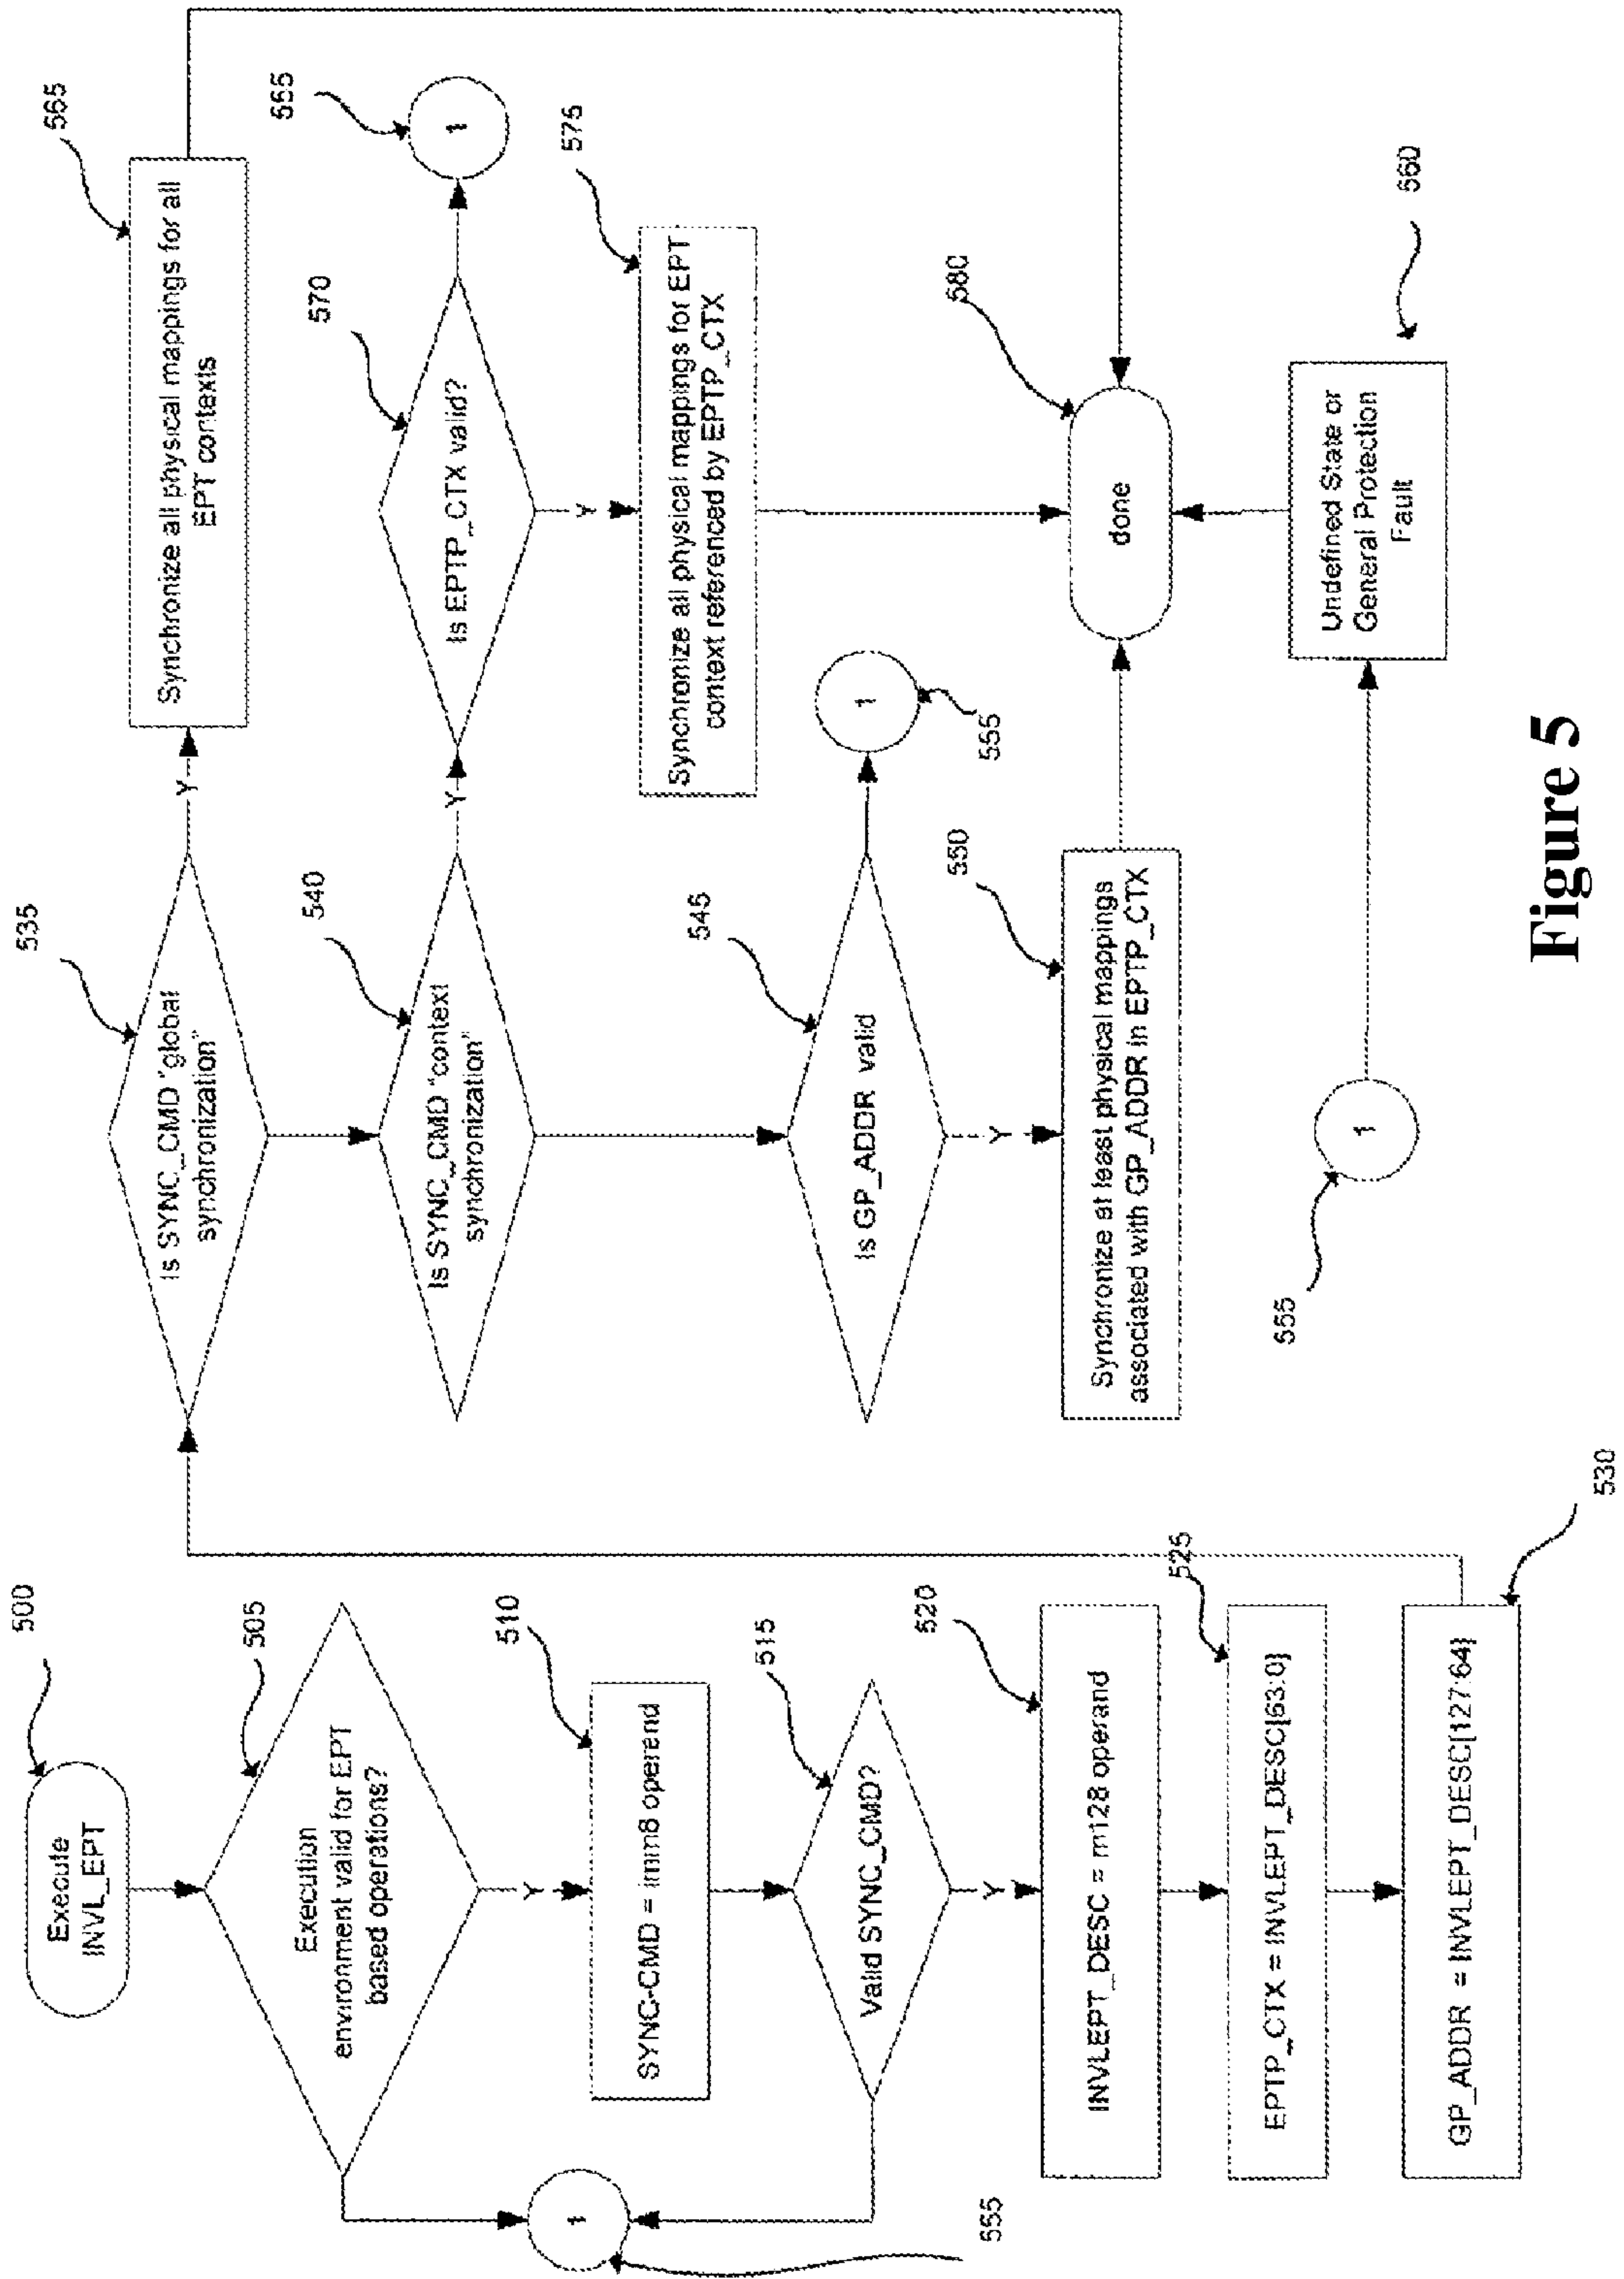 500
Execute
INVL_EPT
505
Execution
environment valid for EPT
based operations?
Y
510
SYNC-CMD = imm8 operand
515
Valid SYNC_CMD?
Y
520
INVLEPT_DESC = m128 operand
525
EPTP_CTX = INVLEPT_DESC[63:0]
530
GP_ADDR = INVLEPT_DESC[127:64]
1
555
535
Is SYNC_CMD "global
synchronization"
Y
565
Synchronize all physical mappings for all
EPT contexts
540
Is SYNC_CMD "context
synchronization"
Y
570
Is EPTP_CTX valid?
1
555
Y
575
Synchronize all physical mappings for EPT
context referenced by EPTP_CTX
545
Is GP_ADDR valid
1
555
Y
550
Synchronize at least physical mappings
associated with GP_ADDR in EPTP_CTX
580
done
555
1
560
Undefined State or
General Protection
Fault
Figure 5